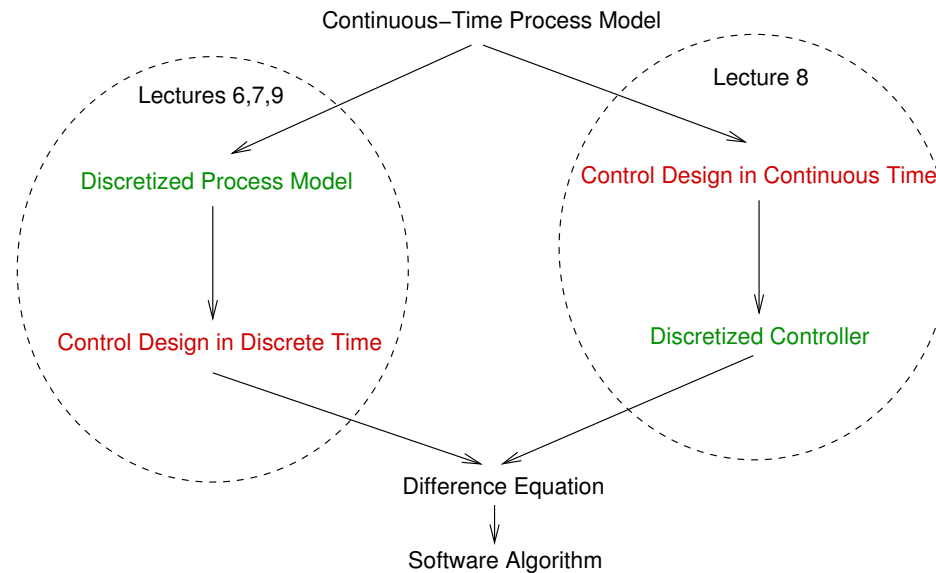 Continuous−Time Process Model
Lectures 6,7,9
Lecture 8
Discretized Process Model
Control Design in Continuous Time
Control Design in Discrete Time
Discretized Controller
Difference Equation
Software Algorithm